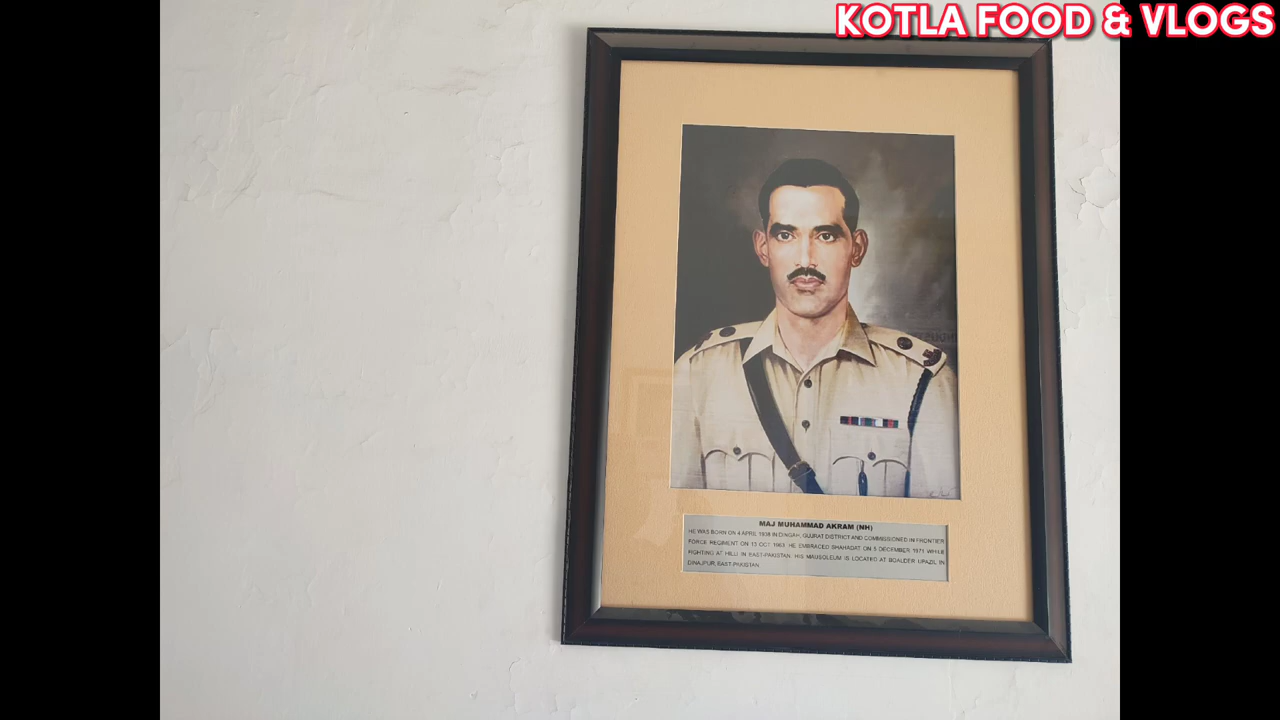 KOTLA FOOD & VLOGS
MAJ MUHAMMAD AKRAM (NH)
HE WAS BORN ON 4 APRIL 1938 IN DINGAH, GUJRAT DISTRICT AND COMMISSIONED IN FRONTIER
FORCE REGIMENT ON 13 OCT 1963. HE EMBRACED SHAHADAT ON 5 DECEMBER 1971 WHILE
FIGHTING AT HILLI IN EAST-PAKISTAN. HIS MAUSOLEUM IS LOCATED AT BOALDER UPAZIL IN
DINAJPUR, EAST-PAKISTAN.